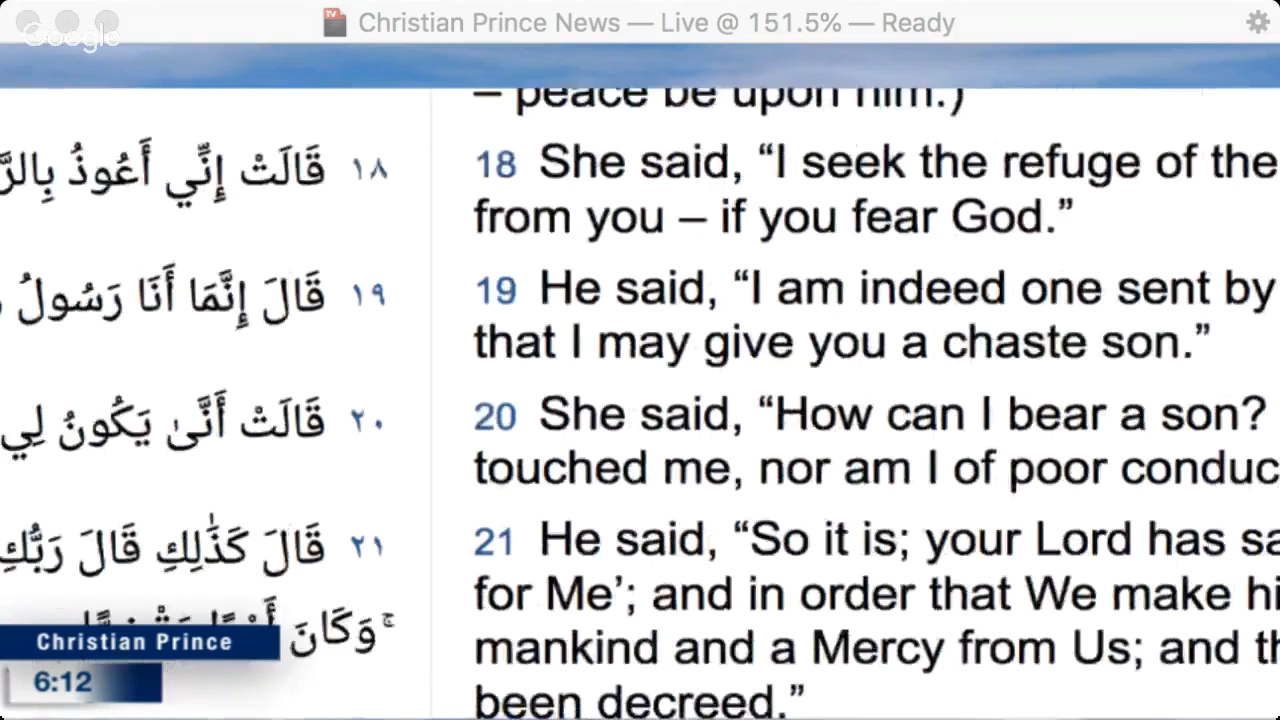 Christian Prince News — Live @ 151.5% — Ready
Google
– peace be upon him.)
١٨ قَالَتْ إِنِّي أَعُوذُ
18 She said, “I seek the refuge of the
from you – if you fear God.”
١٩ قَالَ إِنَّمَا أَنَا رَسُولُ
19 He said, “I am indeed one sent by
that I may give you a chaste son.”
٢٠ قَالَتْ أَنَّىٰ يَكُونُ لِي
20 She said, “How can I bear a son?
touched me, nor am I of poor conduc
٢١ قَالَ كَذَٰلِكِ قَالَ رَبُّكِ
21 He said, “So it is; your Lord has sa
for Me’; and in order that We make hi
وَكَانَ
mankind and a Mercy from Us; and th
been decreed.”
Christian Prince
6:12